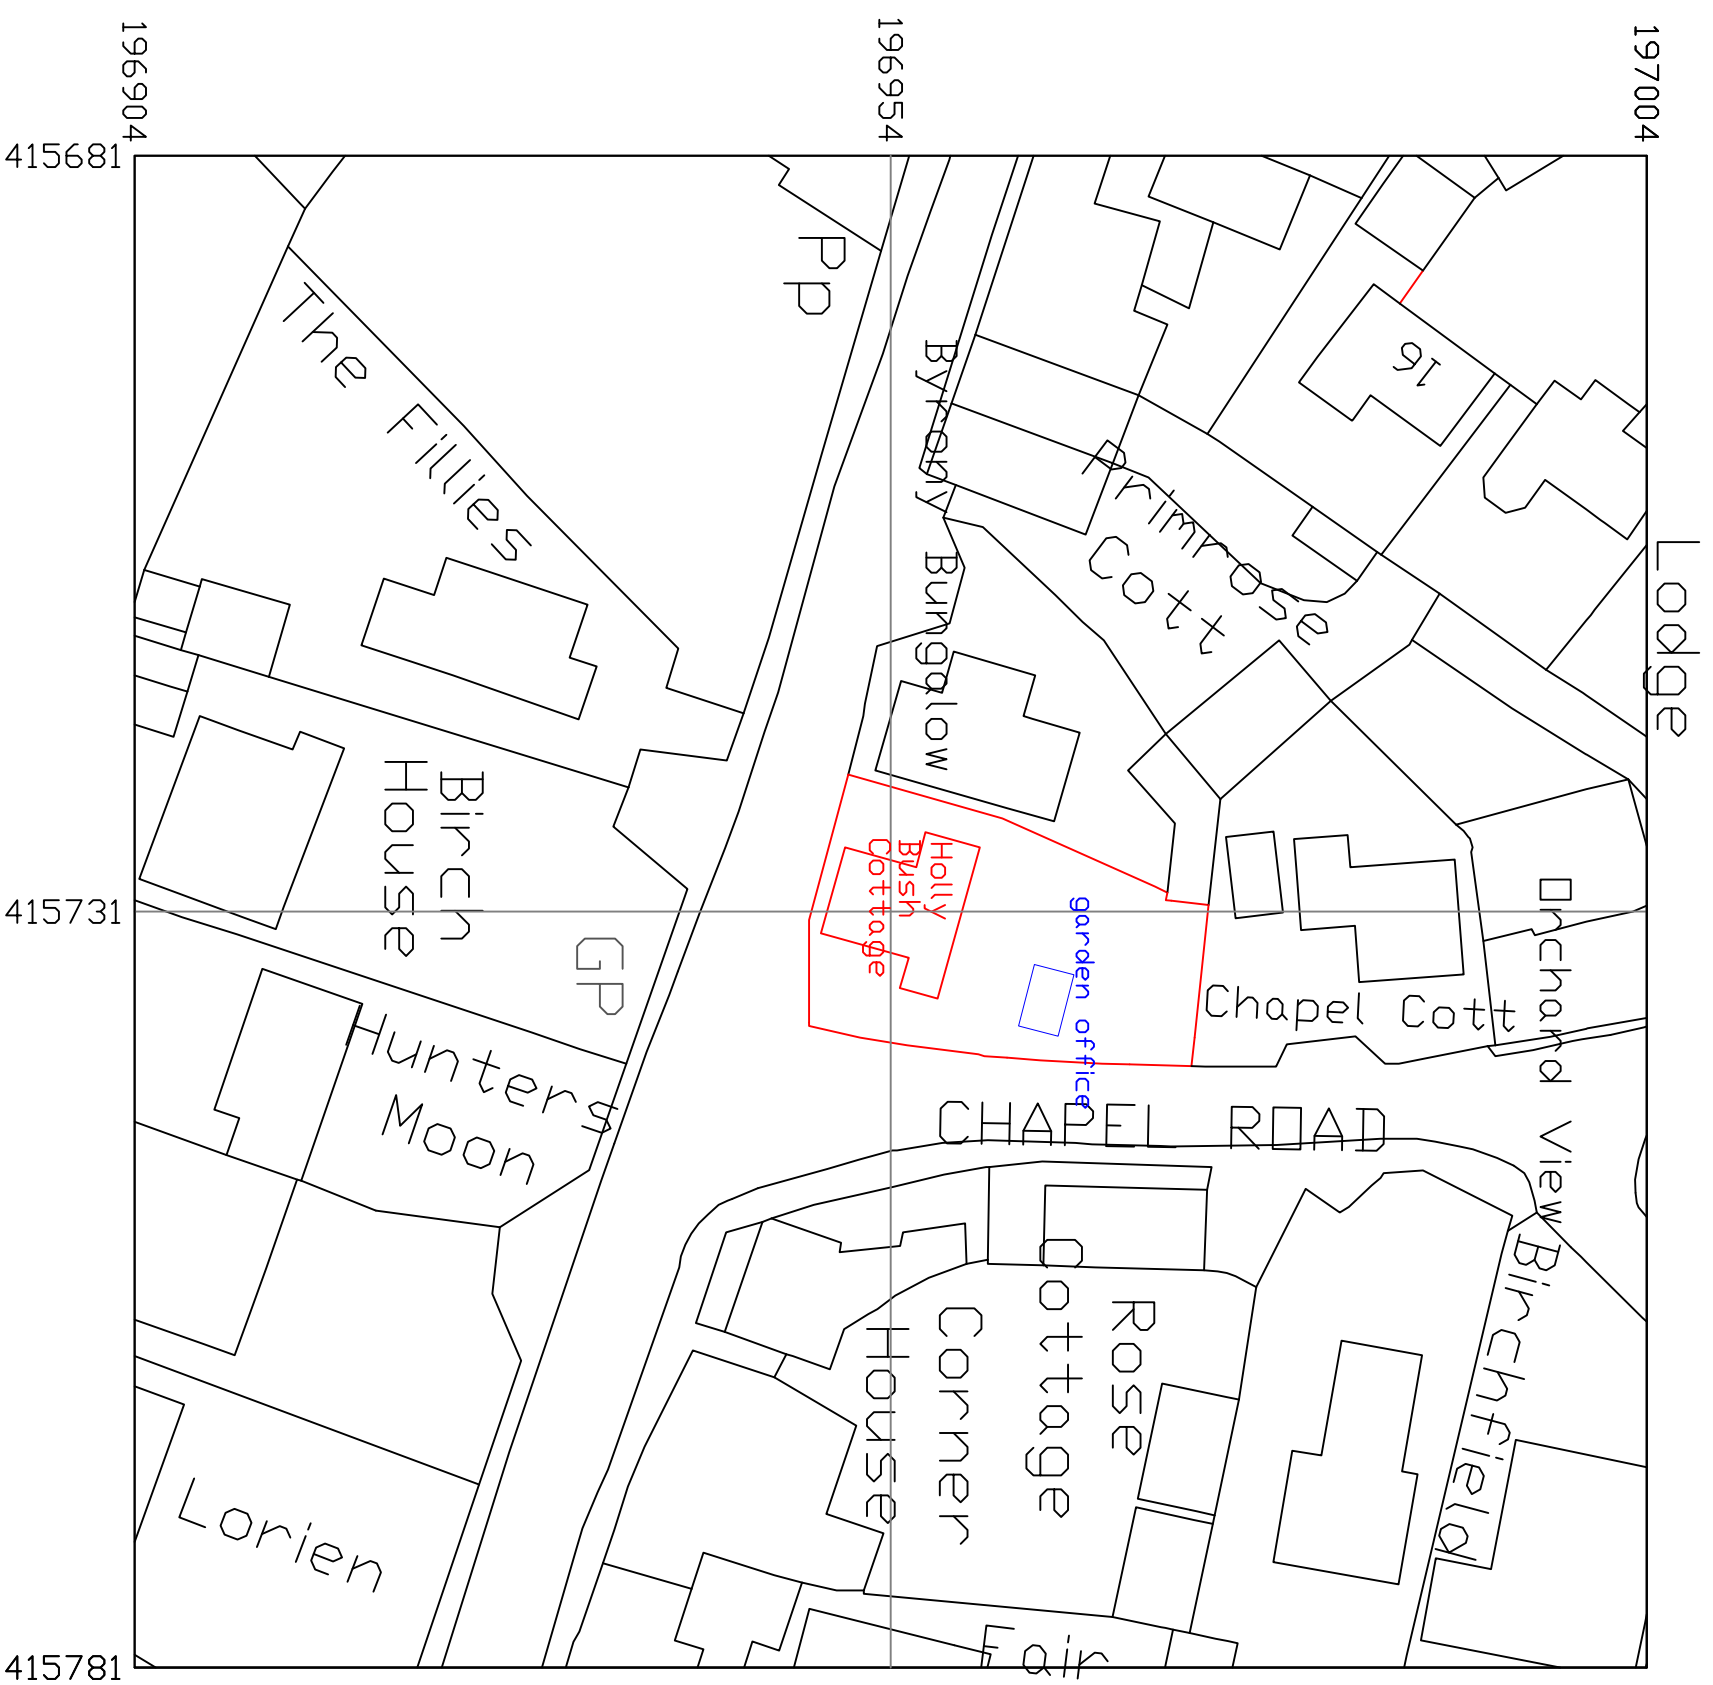 196904
196954
197004
415681
415731
415781
PP
The Fillies
Byrony Bungalow
Primrose
Cott
16
Lodge
Birch
House
GP
Holly
Bush
Cottage
garden office
Chapel Cott
Orchard View
Hunters
Moon
CHAPEL ROAD
Rose
Cottage
Corner
House
Birchfield
Lorien
Fair